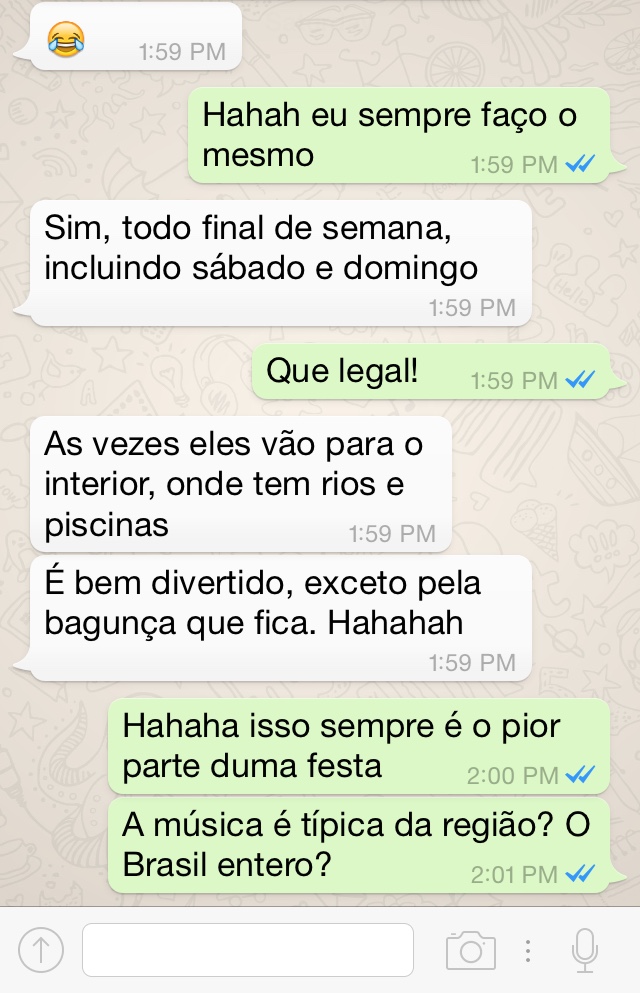 😂 1:59 PM
Hahah eu sempre faço o
mesmo 1:59 PM
Sim, todo final de semana,
incluindo sábado e domingo
1:59 PM
Que legal! 1:59 PM
As vezes eles vão para o
interior, onde tem rios e
piscinas 1:59 PM
É bem divertido, exceto pela
bagunça que fica. Hahahah
1:59 PM
Hahaha isso sempre é o pior
parte duma festa 2:00 PM
A música é típica da região? O
Brasil entero? 2:01 PM